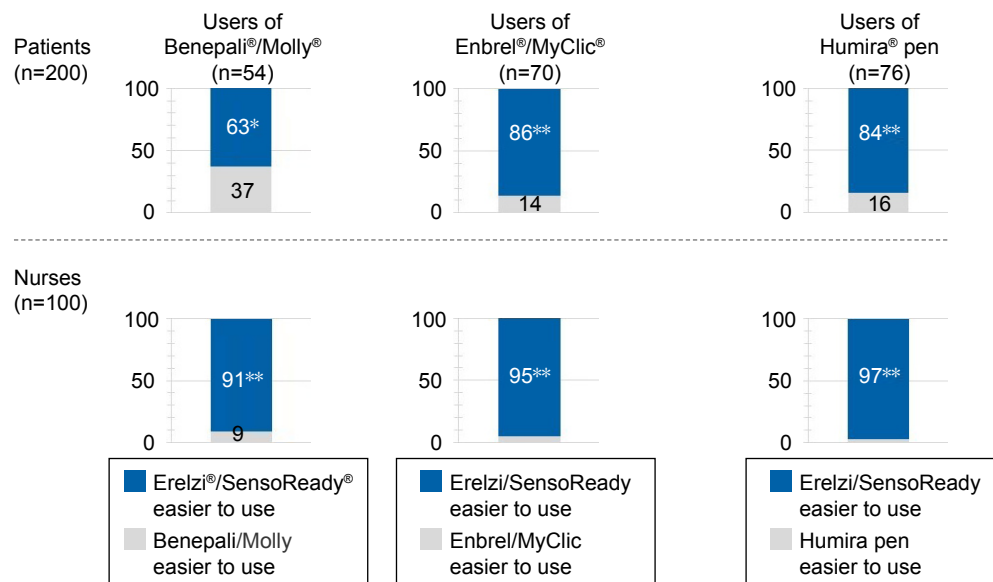 Patients
(n=200)
Users of
Benepali®/Molly®
(n=54)
Users of
Enbrel®/MyClic®
(n=70)
Users of
Humira® pen
(n=76)
100
50
0
63*
37
100
50
0
86**
14
100
50
0
84**
16
Nurses
(n=100)
100
50
0
91**
9
100
50
0
95**
100
50
0
97**
Erelzi®/SensoReady®
easier to use
Benepali/Molly
easier to use
Erelzi/SensoReady
easier to use
Enbrel/MyClic
easier to use
Erelzi/SensoReady
easier to use
Humira pen
easier to use